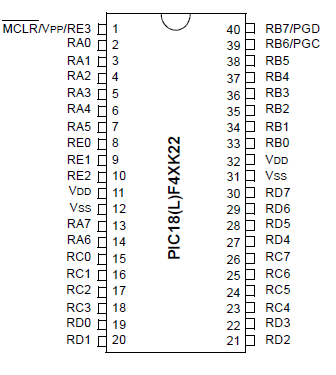 MCLR/VPP/RE3 1 40 RB7/PGD
RA0 2 39 RB6/PGC
RA1 3 38 RB5
RA2 4 37 RB4
RA3 5 36 RB3
RA4 6 35 RB2
RA5 7 34 RB1
RE0 8 33 RB0
RE1 9 32 VDD
RE2 10 31 VSS
VDD 11 30 RD7
VSS 12 29 RD6
RA7 13 28 RD5
RA6 14 27 RD4
RC0 15 26 RC7
RC1 16 25 RC6
RC2 17 24 RC5
RC3 18 23 RC4
RD0 19 22 RD3
RD1 20 21 RD2
PIC18(L)F4XK22